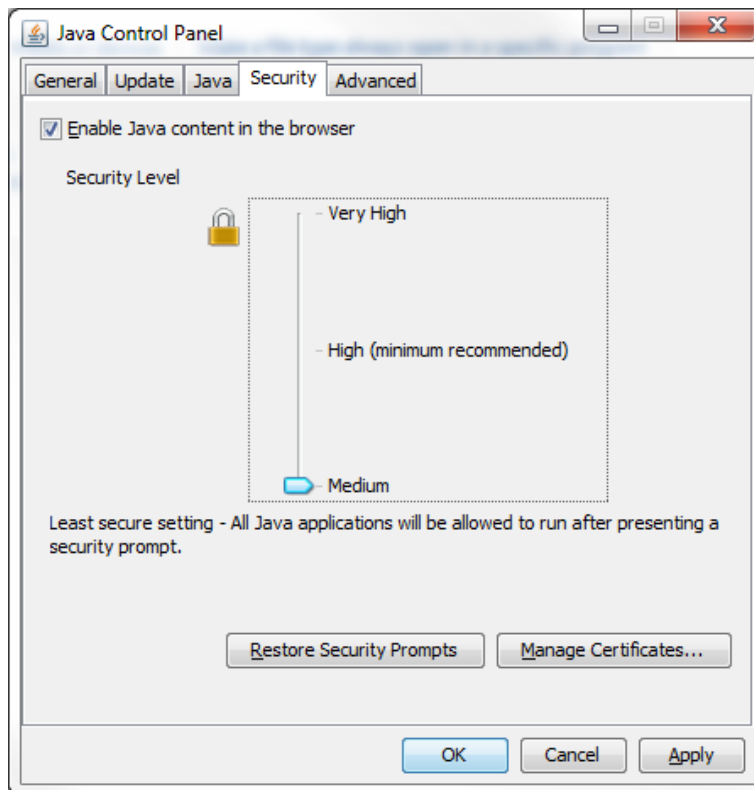 Java Control Panel
General Update Java Security Advanced
Enable Java content in the browser
Security Level
Very High
High (minimum recommended)
Medium
Least secure setting - All Java applications will be allowed to run after presenting a
security prompt.
Restore Security Prompts Manage Certificates...
OK Cancel Apply